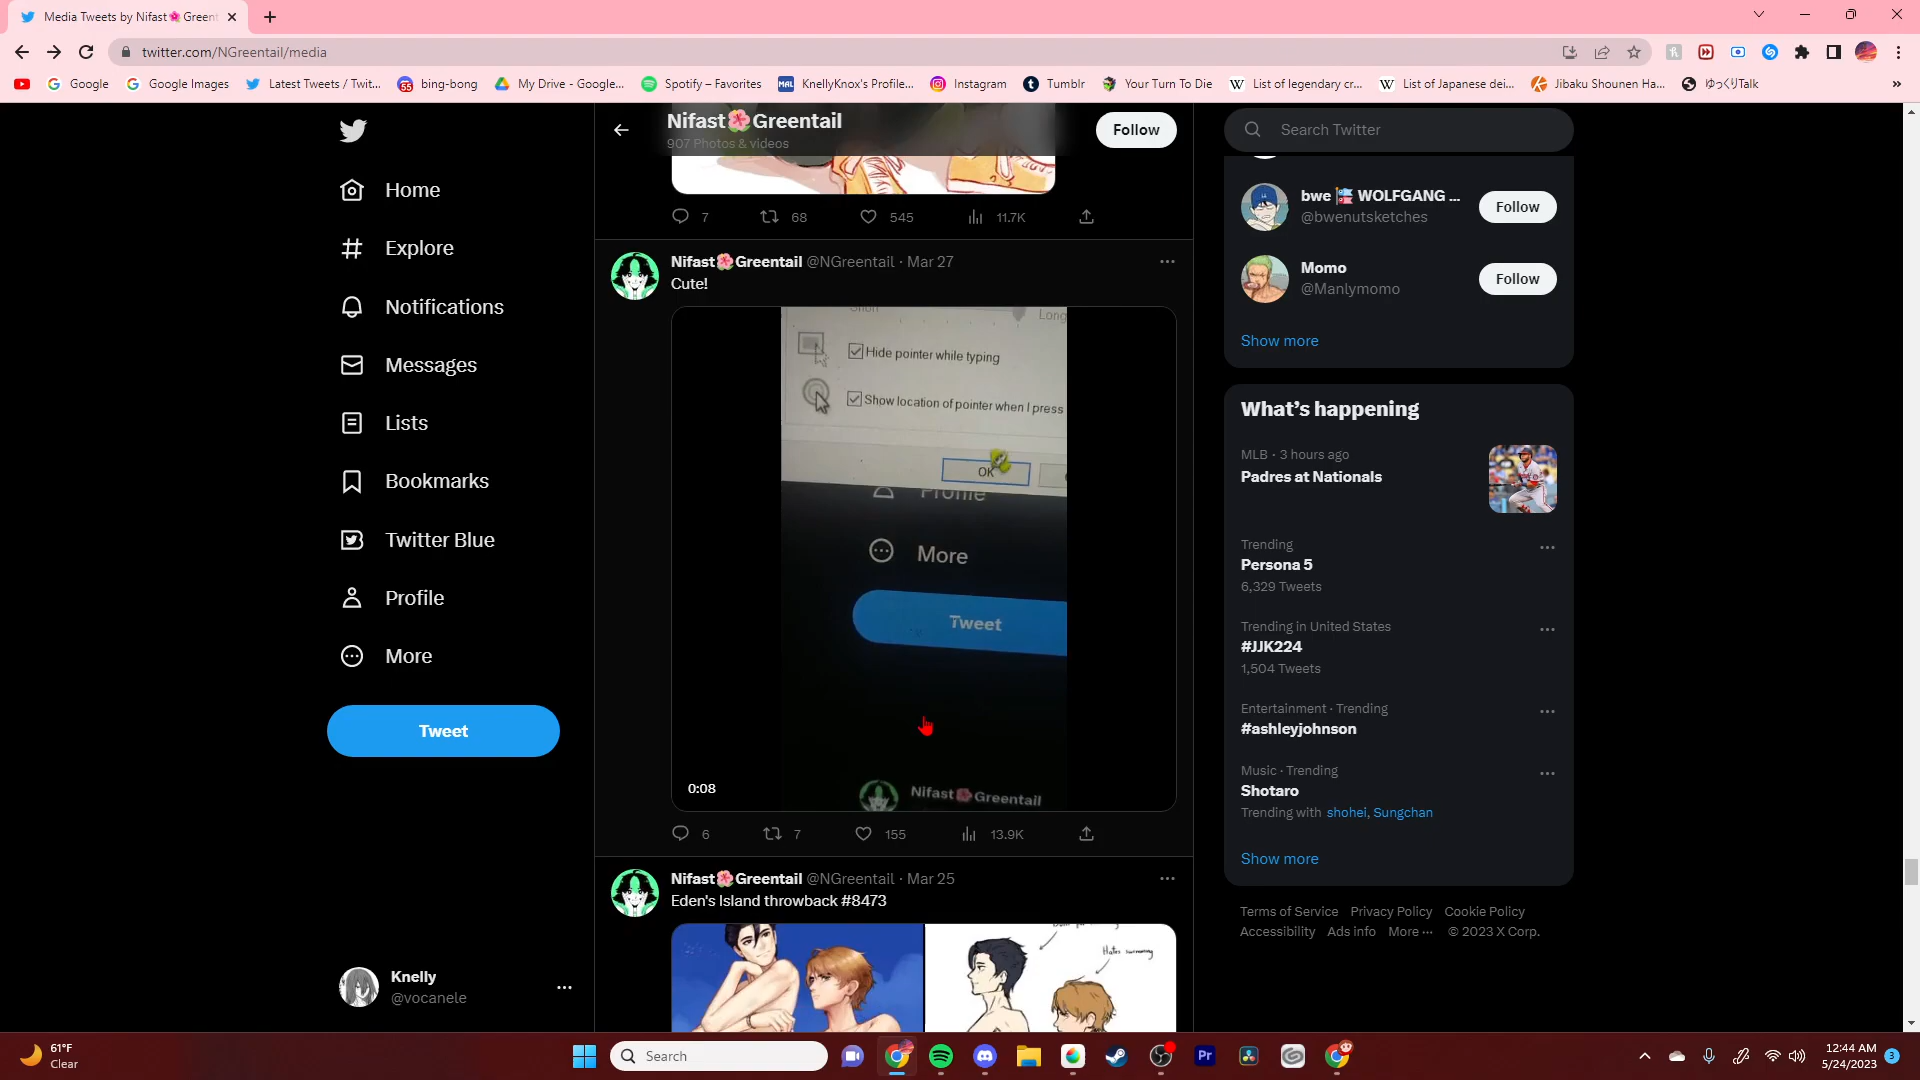 Media Tweets by Nifast🌺Greent
twitter.com/NGreentail/media
Google
Google Images
Latest Tweets / Twit...
bing-bong
My Drive - Google...
Spotify – Favorites
KnellyKnox's Profile...
Instagram
Tumblr
Your Turn To Die
List of legendary cr...
List of Japanese dei...
Jibaku Shounen Ha...
ゆっくりTalk
»
Home
Explore
Notifications
Messages
Lists
Bookmarks
Twitter Blue
Profile
More
Tweet
Knelly
@vocanele
Nifast🌺Greentail
907 Photos & videos
Follow
7 68 545 11.7K
Nifast🌺Greentail @NGreentail · Mar 27
Cute!
Short Long
Hide pointer while typing
Show location of pointer when I press
OK
Profile
More
Tweet
Nifast🌺Greentail
0:08
6 7 155 13.9K
Nifast🌺Greentail @NGreentail · Mar 25
Eden's Island throwback #8473
Hates swimming
Search Twitter
bwe WOLFGANG ...
@bwenutsketches
Follow
Momo
@Manlymomo
Follow
Show more
What's happening
MLB · 3 hours ago
Padres at Nationals
Trending
Persona 5
6,329 Tweets
Trending in United States
#JJK224
1,504 Tweets
Entertainment · Trending
#ashleyjohnson
Music · Trending
Shotaro
Trending with shohei, Sungchan
Show more
Terms of Service Privacy Policy Cookie Policy
Accessibility Ads info More ··· © 2023 X Corp.
61°F
Clear
Search
12:44 AM
5/24/2023
3